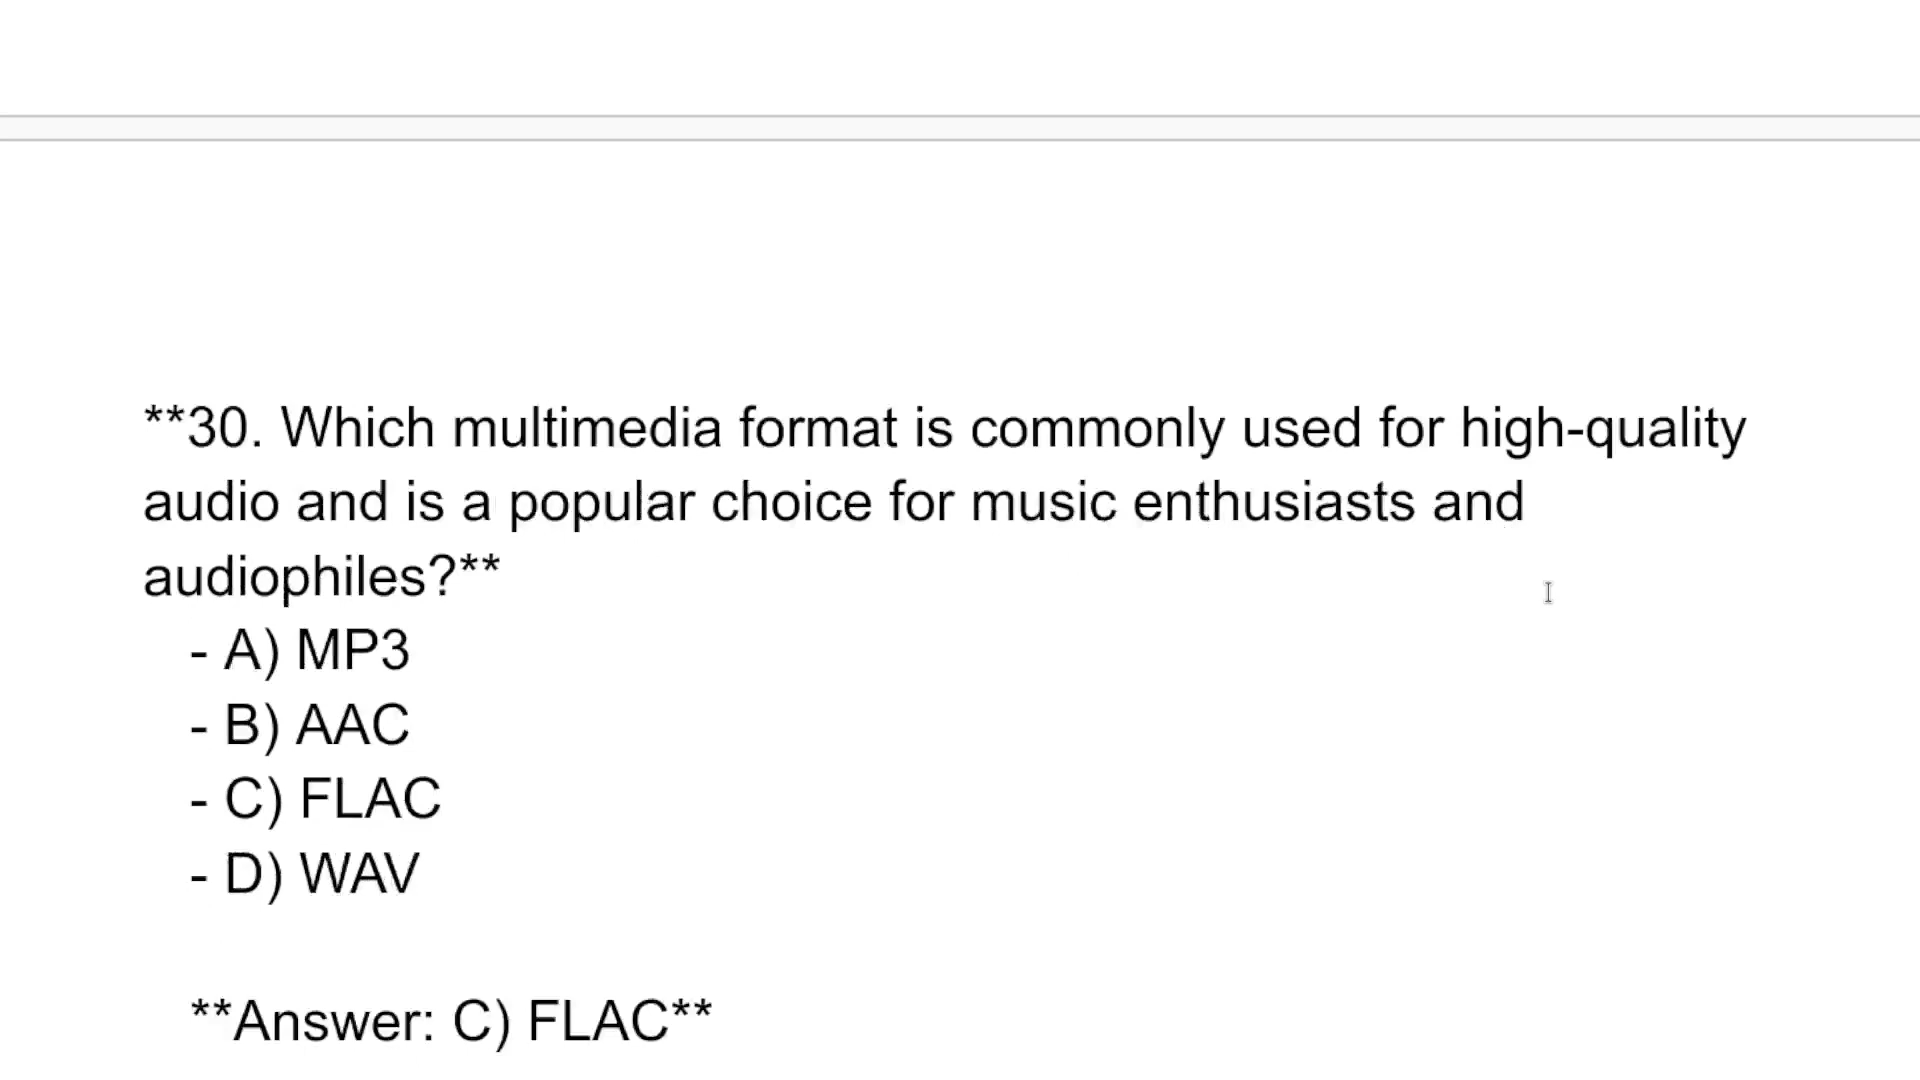 **30. Which multimedia format is commonly used for high-quality
audio and is a popular choice for music enthusiasts and
audiophiles?**
- A) MP3
- B) AAC
- C) FLAC
- D) WAV
**Answer: C) FLAC**